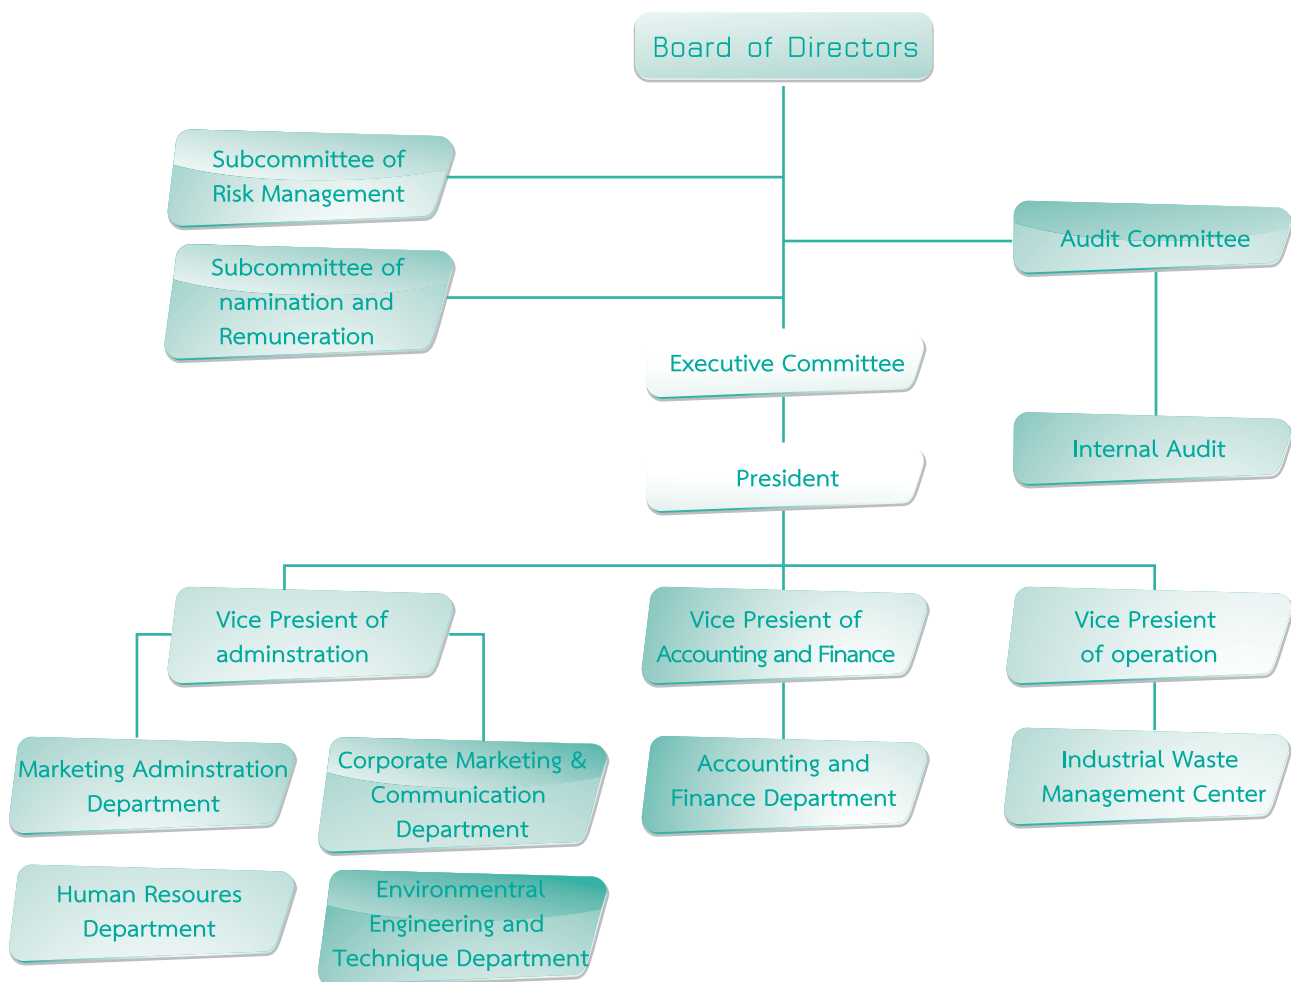 Board of Directors
Subcommittee of
Risk Management
Audit Committee
Subcommittee of
namination and
Remuneration
Executive Committee
Internal Audit
President
Vice Presient of
adminstration
Vice Presient of
Accounting and Finance
Vice Presient
of operation
Marketing Adminstration
Department
Corporate Marketing &
Communication
Department
Accounting and
Finance Department
Industrial Waste
Management Center
Human Resoures
Department
Environmentral
Engineering and
Technique Department